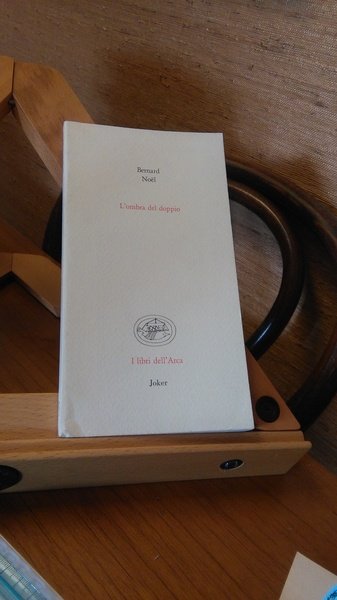 Bernard
Noël
L'ombra del doppio
I libri dell'Arca
Joker